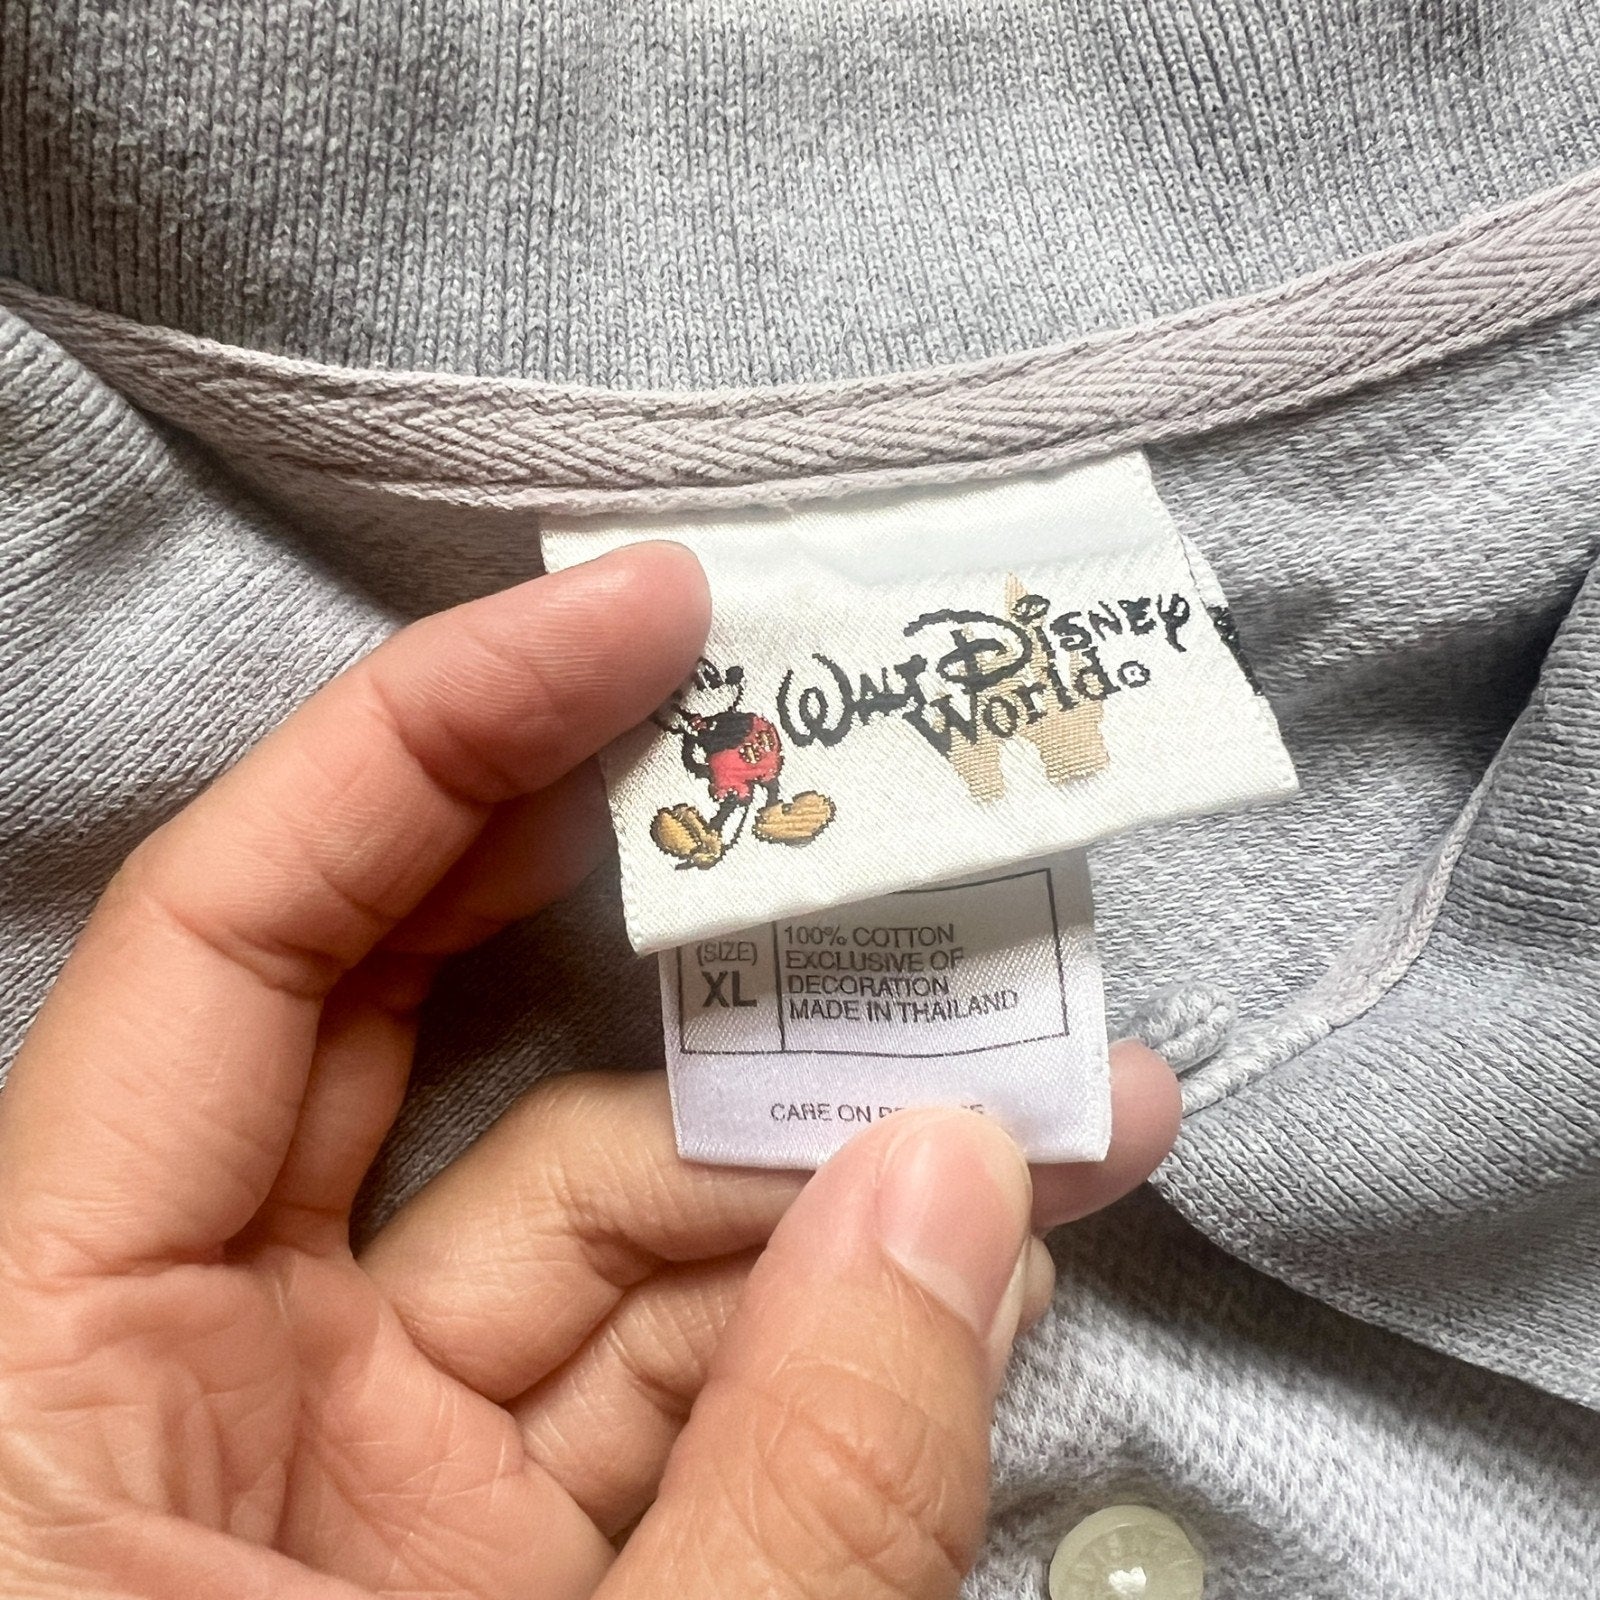 WALT DISNEY
World®
(SIZE)
XL
100% COTTON
EXCLUSIVE OF
DECORATION
MADE IN THAILAND
CARE ON